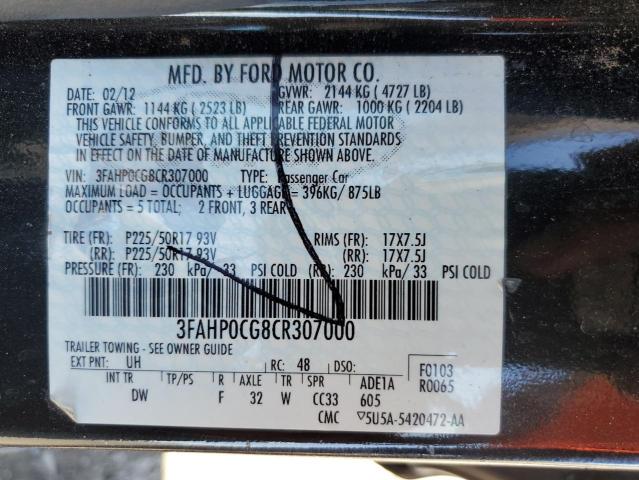 MFD. BY FORD MOTOR CO.
DATE: 02/12 GVWR: 2144 KG ( 4727 LB)
FRONT GAWR: 1144 KG ( 2523 LB) REAR GAWR: 1000 KG ( 2204 LB)
THIS VEHICLE CONFORMS TO ALL APPLICABLE FEDERAL MOTOR
VEHICLE SAFETY, BUMPER, AND THEFT PREVENTION STANDARDS
IN EFFECT ON THE DATE OF MANUFACTURE SHOWN ABOVE.
VIN: 3FAHP0CG8CR307000 TYPE: Passenger Car
MAXIMUM LOAD = OCCUPANTS + LUGGAGE = 396KG/ 875LB
OCCUPANTS = 5 TOTAL; 2 FRONT, 3 REAR
TIRE (FR): P225/50R17 93V RIMS (FR): 17X7.5J
(RR): P225/50R17 93V (RR): 17X7.5J
PRESSURE (FR): 230 kPa/ 33 PSI COLD (RR): 230 kPa/ 33 PSI COLD
3FAHP0CG8CR307000
TRAILER TOWING - SEE OWNER GUIDE
EXT PNT: UH RC: 48 DSO: F0103
R0065
INT TR TP/PS R AXLE TR SPR ADE1A
DW F 32 W CC33 605
CMC ▽5U5A-5420472-AA